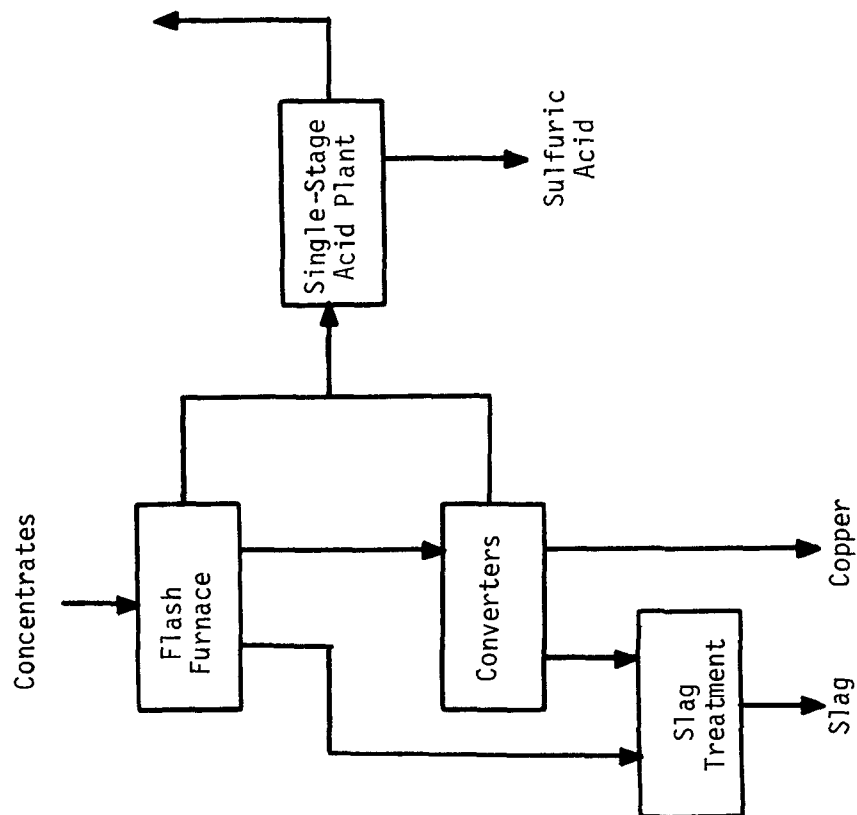 Concentrates
Flash
Furnace
Converters
Copper
Slag
Treatment
Slag
Single-Stage
Acid Plant
Sulfuric
Acid